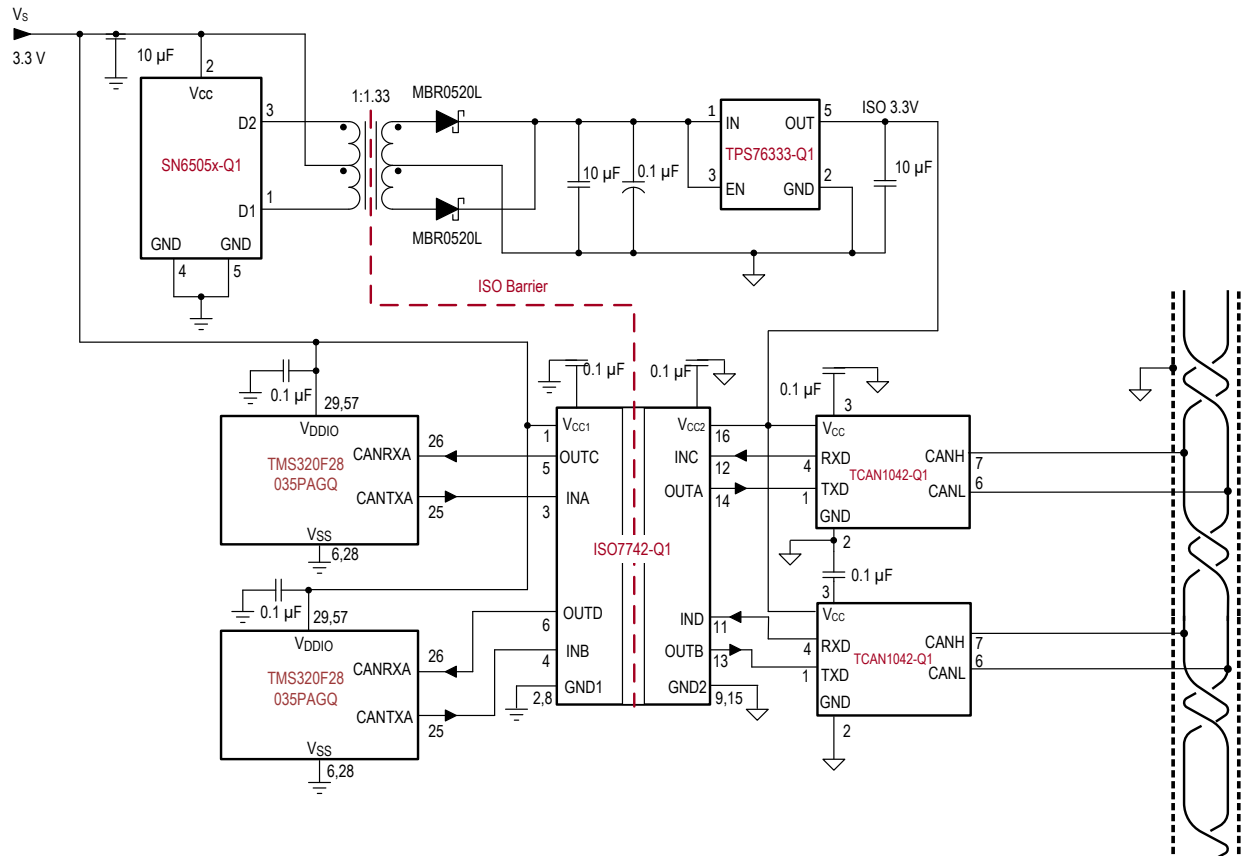 VS
3.3 V
10 µF
2
Vcc
D2
3
SN6505x-Q1
D1
1
GND
GND
4
5
1:1.33
MBR0520L
MBR0520L
10 µF
0.1 µF
1
IN
OUT
5
TPS76333-Q1
3
EN
GND
2
ISO 3.3V
10 µF
ISO Barrier
0.1 µF
29,57
VDDIO
TMS320F28
035PAGQ
CANRXA
26
CANTXA
25
VSS
6,28
0.1 µF
29,57
VDDIO
TMS320F28
035PAGQ
CANRXA
26
CANTXA
25
VSS
6,28
0.1 µF
0.1 µF
1
VCC1
5
OUTC
3
INA
ISO7742-Q1
6
OUTD
4
INB
2,8
GND1
VCC2
16
INC
12
OUTA
14
IND
11
OUTB
13
GND2
9,15
0.1 µF
3
VCC
4
RXD
1
TXD
GND
2
TCAN1042-Q1
CANH
7
CANL
6
0.1 µF
3
VCC
4
RXD
1
TXD
GND
2
TCAN1042-Q1
CANH
7
CANL
6